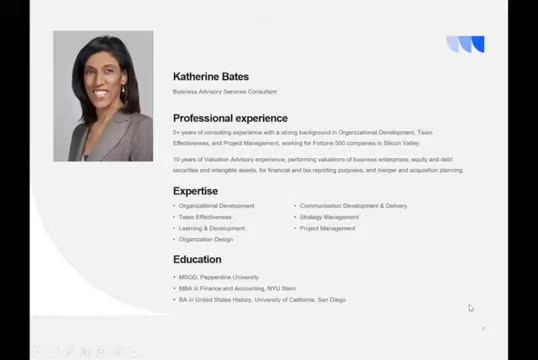 Katherine Bates
Business Advisory Services Consultant
Professional experience
5+ years of consulting experience with a strong background in Organizational Development, Team
Effectiveness, and Project Management, working for Fortune 500 companies in Silicon Valley.
10 years of Valuation Advisory experience, performing valuations of business enterprises, equity and debt
securities and intangible assets, for financial and tax reporting purposes, and merger and acquisition planning.
Expertise
• Organizational Development
• Team Effectiveness
• Learning & Development
• Organization Design
• Communication Development & Delivery
• Strategy Management
• Project Management
Education
• MSOD, Pepperdine University
• MBA in Finance and Accounting, NYU Stern
• BA in United States History, University of California, San Diego